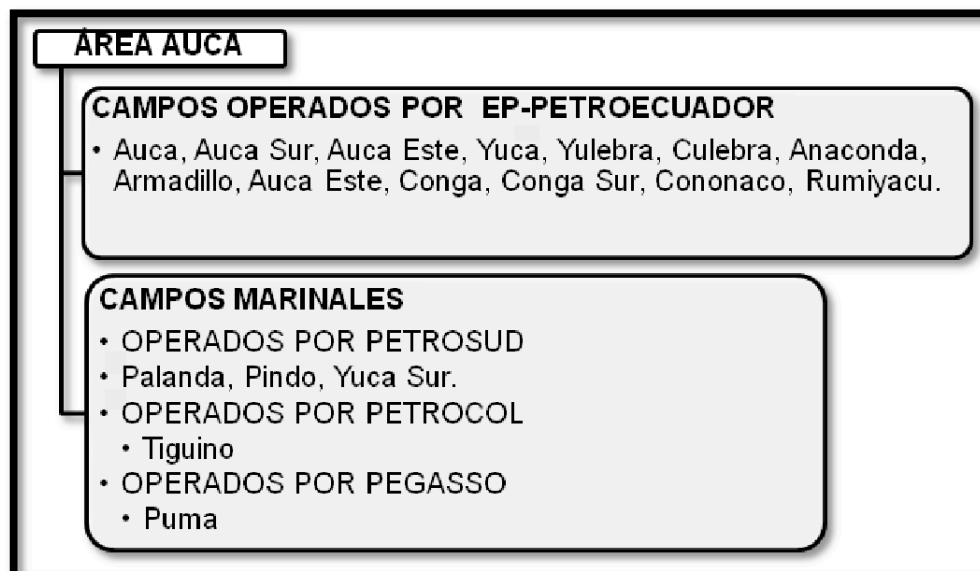 ÁREA AUCA
CAMPOS OPERADOS POR EP-PETROECUADOR
• Auca, Auca Sur, Auca Este, Yuca, Yulebra, Culebra, Anaconda,
Armadillo, Auca Este, Conga, Conga Sur, Cononaco, Rumiyacu.
CAMPOS MARINALES
• OPERADOS POR PETROSUD
• Palanda, Pindo, Yuca Sur.
• OPERADOS POR PETROCOL
• Tiguino
• OPERADOS POR PEGASSO
• Puma